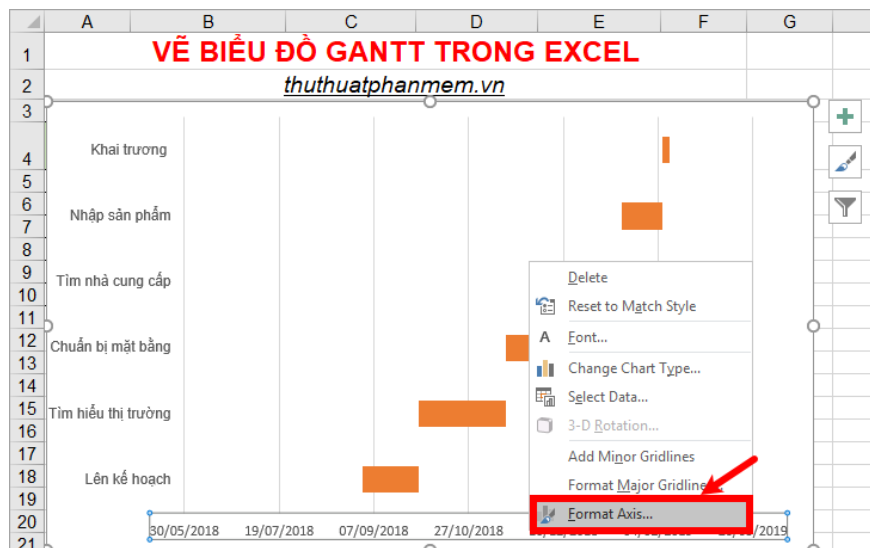 A B C D E F G
1 VẼ BIỂU ĐỒ GANTT TRONG EXCEL
2 thuthuatphanmem.vn
3
4 Khai trương
5
6
7 Nhập sản phẩm
8
9 Tìm nhà cung cấp
10
11
12 Chuẩn bị mặt bằng
13
14
15 Tìm hiểu thị trường
16
17
18 Lên kế hoạch
19
20
21
Delete
Reset to Match Style
A Font...
Change Chart Type...
Select Data...
3-D Rotation...
Add Minor Gridlines
Format Major Gridline
Format Axis...
30/05/2018 19/07/2018 07/09/2018 27/10/2018